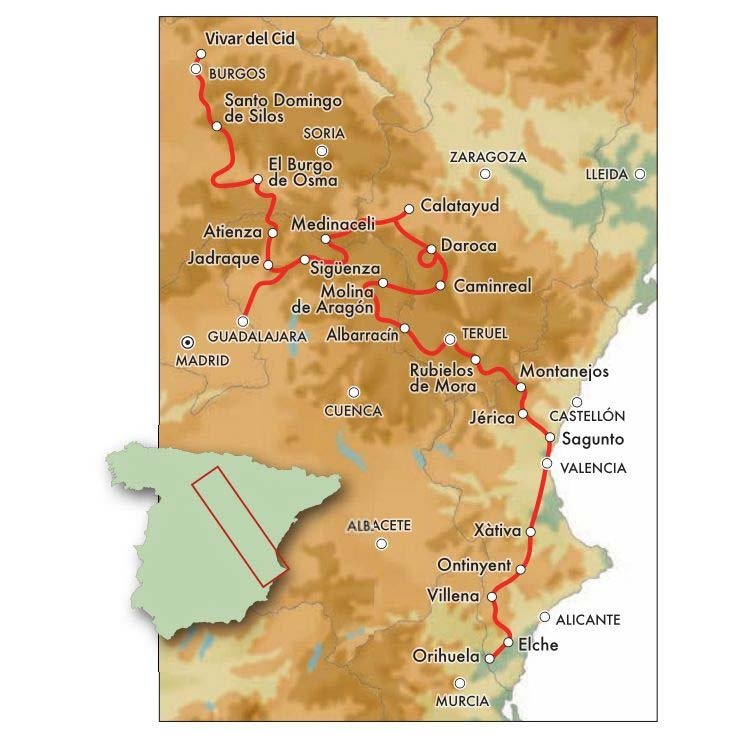 Vivar del Cid
BURGOS
Santo Domingo
de Silos
SORIA
El Burgo
de Osma
ZARAGOZA
LLEIDA
Calatayud
Medinaceli
Atienza
Daroca
Jadraque
Sigüenza
Caminreal
Molina
de Aragón
GUADALAJARA
Albarracín
TERUEL
MADRID
Rubielos
de Mora
Montanejos
CUENCA
Jérica
CASTELLÓN
Sagunto
VALENCIA
ALBACETE
Xàtiva
Ontinyent
Villena
ALICANTE
Elche
Orihuela
MURCIA